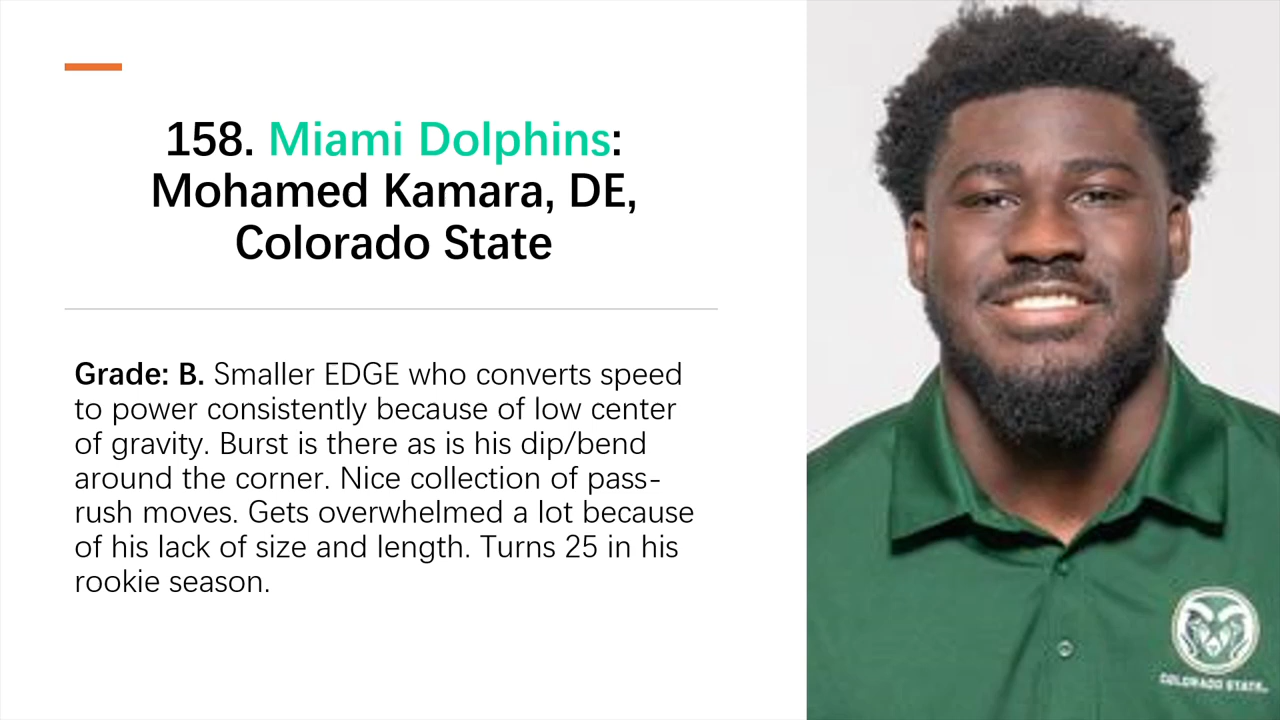 158. Miami Dolphins:
Mohamed Kamara, DE,
Colorado State
Grade: B. Smaller EDGE who converts speed
to power consistently because of low center
of gravity. Burst is there as is his dip/bend
around the corner. Nice collection of pass-
rush moves. Gets overwhelmed a lot because
of his lack of size and length. Turns 25 in his
rookie season.
COLORADO STATE